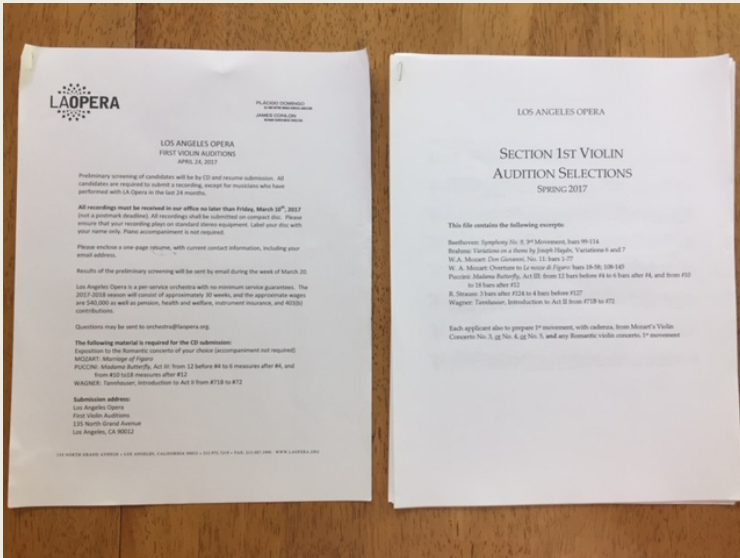 LAOPERA
PLÁCIDO DOMINGO
JAMES CONLON
LOS ANGELES OPERA
FIRST VIOLIN AUDITIONS
APRIL 24, 2017
Preliminary screening of candidates will be by CD and resume submission. All
candidates are required to submit a recording, except for musicians who have
performed with LA Opera in the last 24 months.
All recordings must be received in our office no later than Friday, March 10th, 2017
(not a postmark deadline). All recordings shall be submitted on compact disc. Please
ensure that your recording plays on standard stereo equipment. Label your disc with
your name only. Piano accompaniment is not required.
Please enclose a one-page resume, with current contact information, including your
email address.
Results of the preliminary screening will be sent by email during the week of March 20.
Los Angeles Opera is a per-service orchestra with no minimum service guarantees. The
2017-2018 season will consist of approximately 30 weeks, and the approximate wages
are $40,000 as well as pension, health and welfare, instrument insurance, and 403(b)
contributions.
Questions may be sent to orchestra@laopera.org.
The following material is required for the CD submission:
Exposition to the Romantic concerto of your choice (accompaniment not required)
MOZART: Marriage of Figaro
PUCCINI: Madama Butterfly, Act III: from 12 before #4 to 6 measures after #4, and
from #10 to18 measures after #12
WAGNER: Tannhauser, Introduction to Act II from #71B to #72
Submission address:
Los Angeles Opera
First Violin Auditions
135 North Grand Avenue
Los Angeles, CA 90012
135 NORTH GRAND AVENUE • LOS ANGELES, CALIFORNIA 90012 • WWW.LAOPERA.ORG
LOS ANGELES OPERA
SECTION 1ST VIOLIN
AUDITION SELECTIONS
SPRING 2017
This file contains the following excerpts:
Beethoven: Symphony No. 9, 3rd Movement, bars 99-114
Brahms: Variations on a theme by Joseph Haydn, Variations 6 and 7
W.A. Mozart: Don Giovanni, No. 11: bars 1-77
W. A. Mozart: Overture to Le nozze di Figaro: bars 18-58; 108-145
Puccini: Madama Butterfly, Act III: from 12 bars before #4 to 6 bars after #4, and from #10
to 18 bars after #12
R. Strauss: 3 bars after #124 to 4 bars before #127
Wagner: Tannhauser, Introduction to Act II from #71B to #72
Each applicant also to prepare 1st movement, with cadenza, from Mozart's Violin
Concerto No. 3, or No. 4, or No. 5, and any Romantic violin concerto, 1st movement